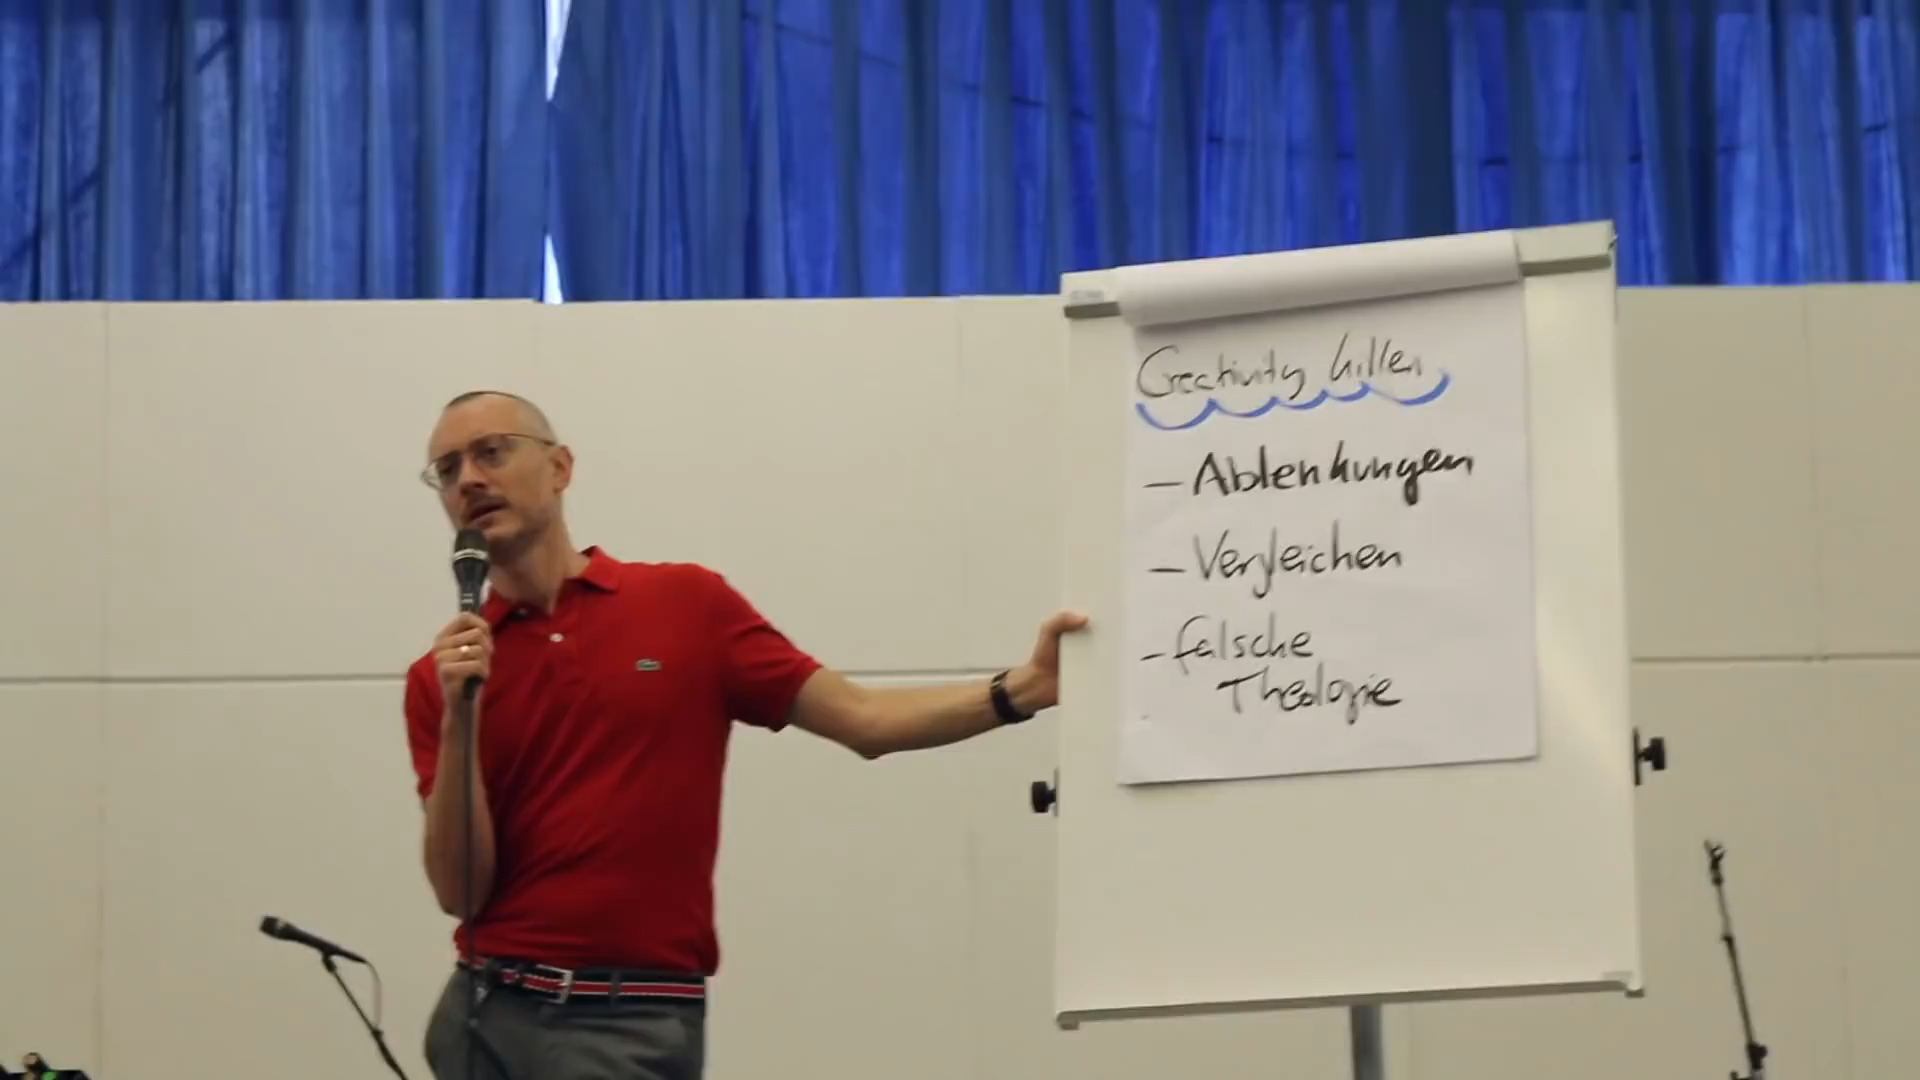 Creativity killer
- Ablenkungen
- Vergleichen
- falsche
Theologie